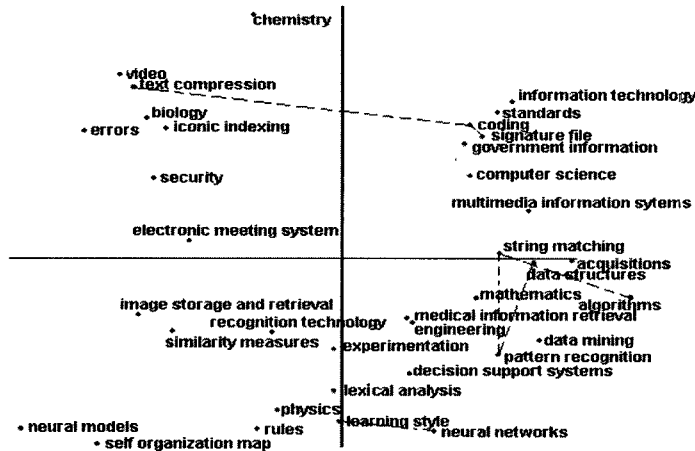 chemistry
video
text compression
information technology
standards
biology
coding
errors
iconic indexing
signature file
government information
security
computer science
multimedia information sytems
electronic meeting system
string matching
acquisitions
data structures
mathematics
algorithms
image storage and retrieval
medical information retrieval
recognition technology
engineering
similarity measures
data mining
experimentation
pattern recognition
decision support systems
lexical analysis
physics
learning style
neural models
rules
neural networks
self organization map